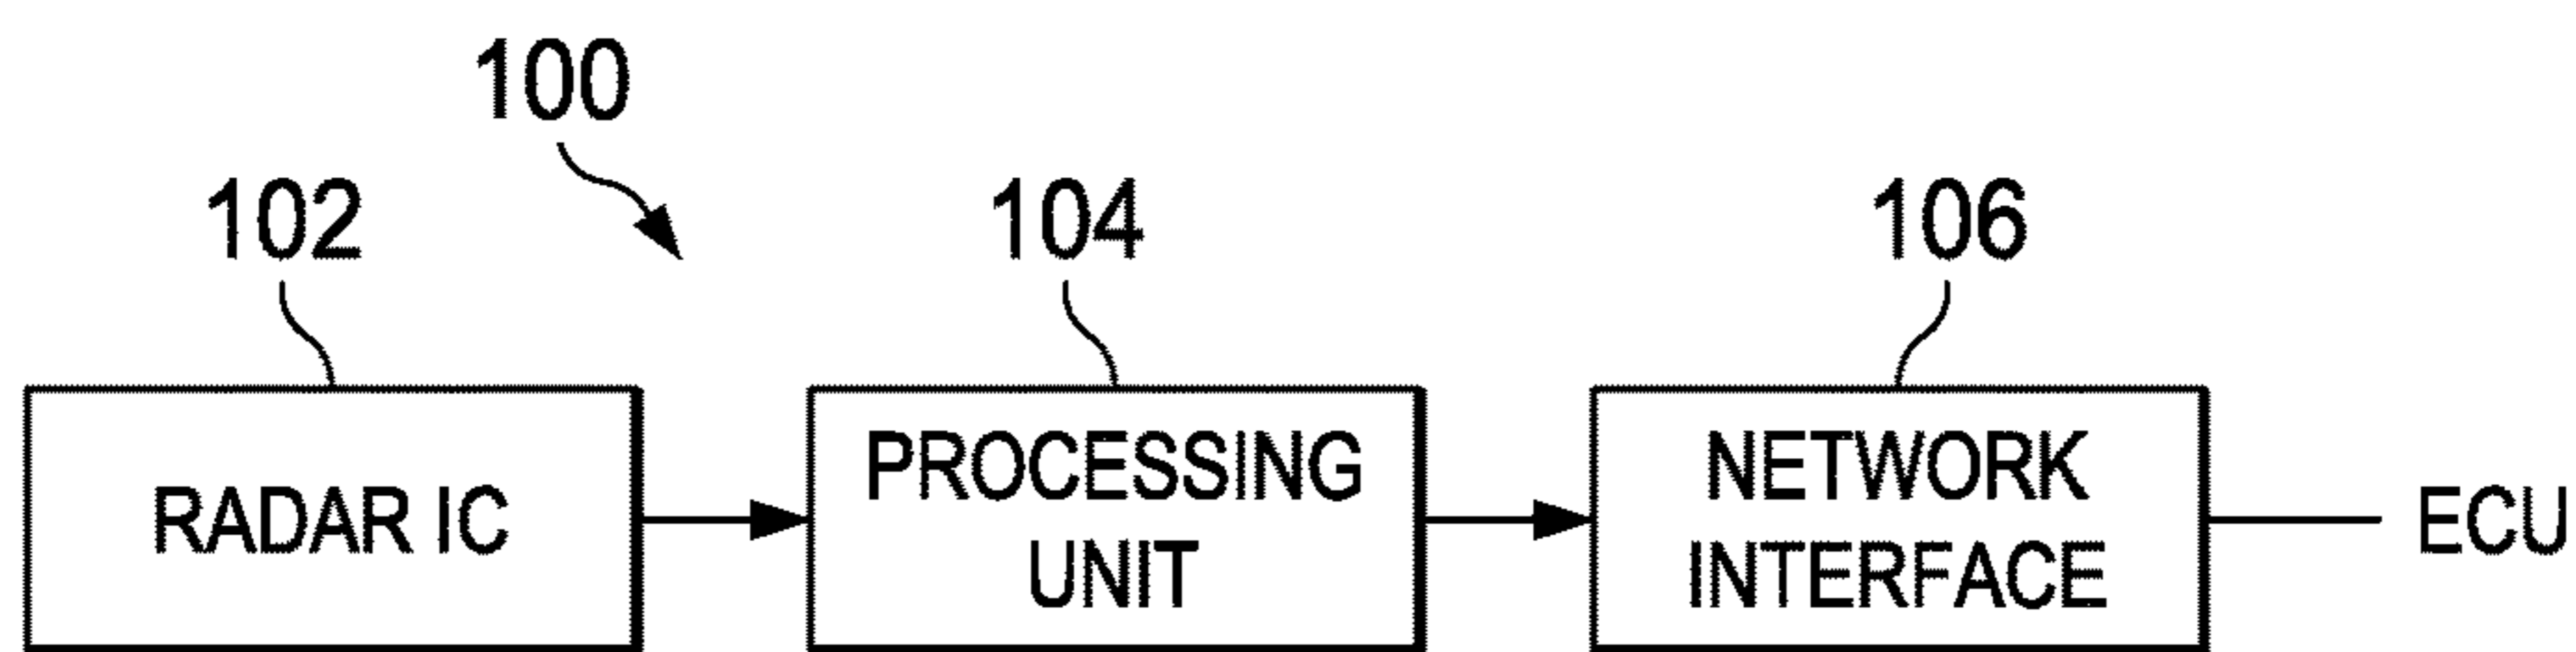 100
102
104
106
RADAR IC
PROCESSING
UNIT
NETWORK
INTERFACE
ECU